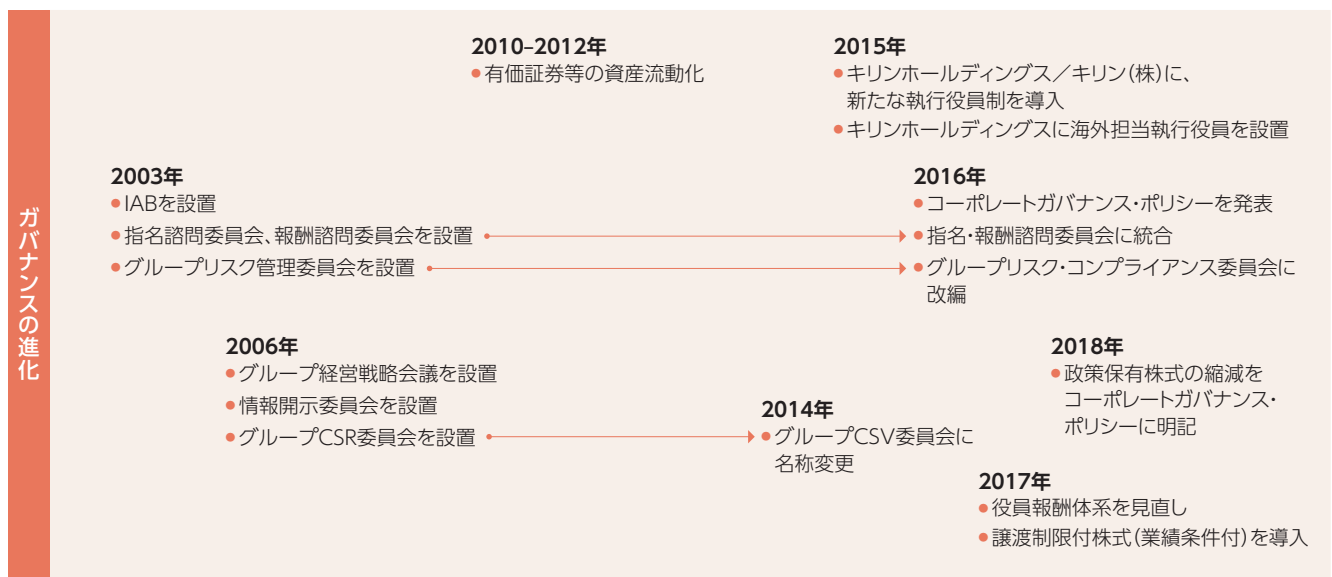 ガバナンスの進化
2010–2012年
●有価証券等の資産流動化
2015年
●キリンホールディングス／キリン(株)に、
新たな執行役員制を導入
●キリンホールディングスに海外担当執行役員を設置
2003年
●IABを設置
●指名諮問委員会、報酬諮問委員会を設置
●グループリスク管理委員会を設置
2016年
●コーポレートガバナンス・ポリシーを発表
●指名・報酬諮問委員会に統合
●グループリスク・コンプライアンス委員会に
改編
2006年
●グループ経営戦略会議を設置
●情報開示委員会を設置
●グループCSR委員会を設置
2014年
●グループCSV委員会に
名称変更
2018年
●政策保有株式の縮減を
コーポレートガバナンス・
ポリシーに明記
2017年
●役員報酬体系を見直し
●譲渡制限付株式(業績条件付)を導入